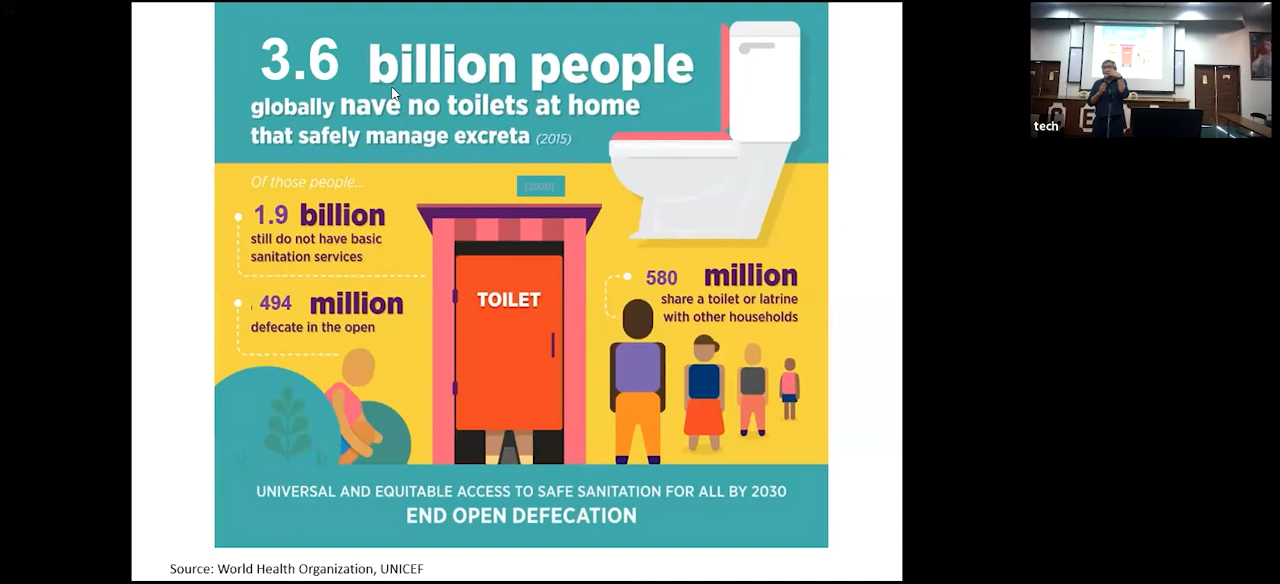 3.6 billion people
globally have no toilets at home
that safely manage excreta (2015)
Of those people...
(2020)
1.9 billion
still do not have basic
sanitation services
494 million
defecate in the open
TOILET
580 million
share a toilet or latrine
with other households
UNIVERSAL AND EQUITABLE ACCESS TO SAFE SANITATION FOR ALL BY 2030
END OPEN DEFECATION
Source: World Health Organization, UNICEF
tech